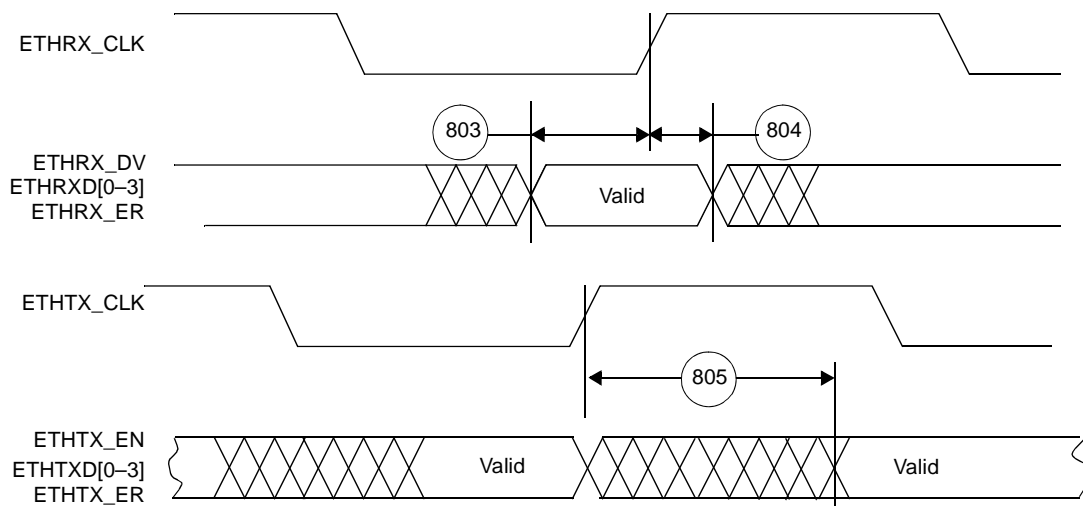 ETHRX_CLK
803
804
ETHRX_DV
ETHRXD[0–3]
ETHRX_ER
Valid
ETHTX_CLK
805
ETHTX_EN
ETHTXD[0–3]
ETHTX_ER
Valid
Valid